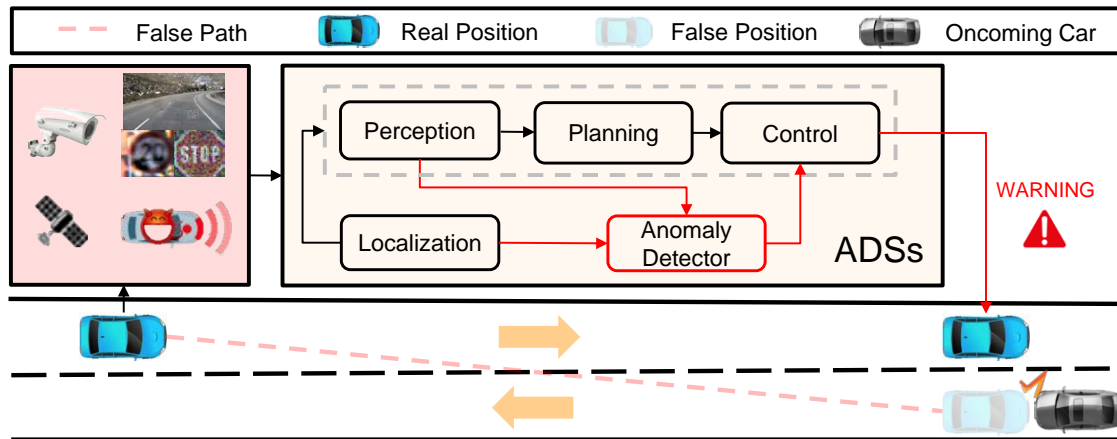 False Path
Real Position
False Position
Oncoming Car
20
STOP
Perception
Planning
Control
Localization
Anomaly
Detector
ADSs
WARNING